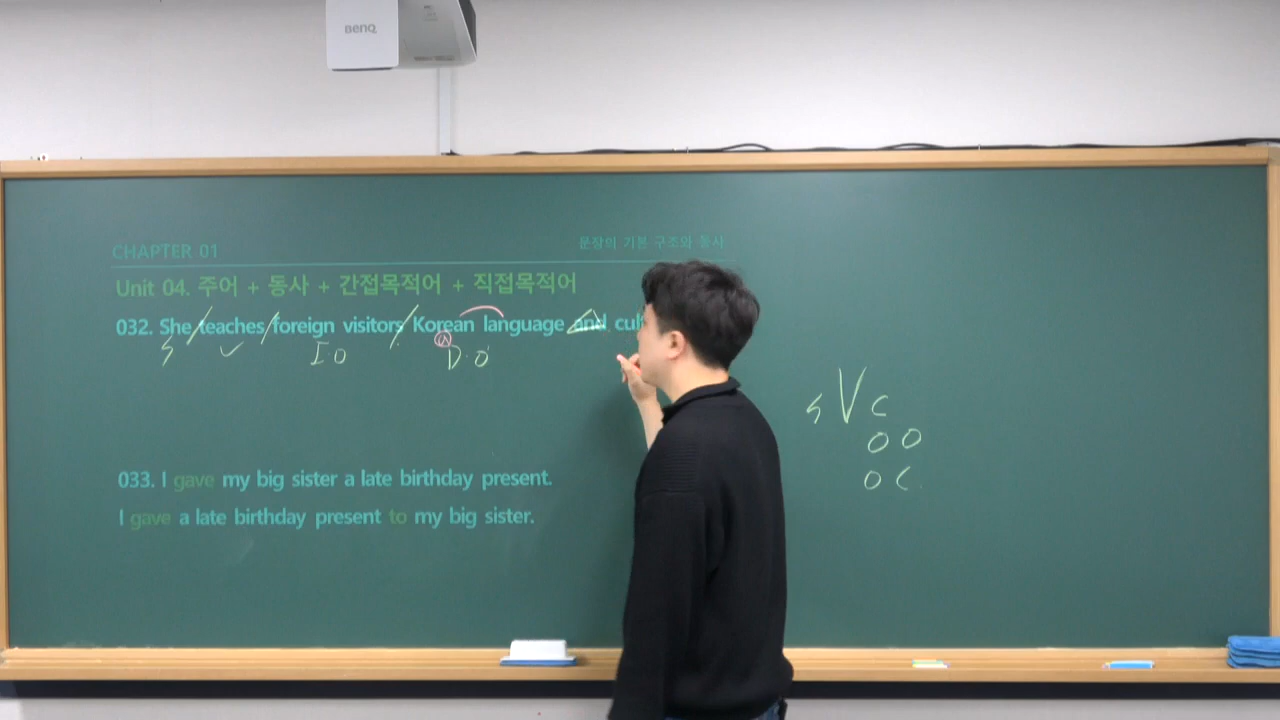 BENQ
CHAPTER 01
문장의 기본 구조와 동사
Unit 04. 주어 + 동사 + 간접목적어 + 직접목적어
032. She teaches foreign visitors Korean language and
S V I.O D.O
033. I gave my big sister a late birthday present.
I gave a late birthday present to my big sister.
S V C
O O
O C